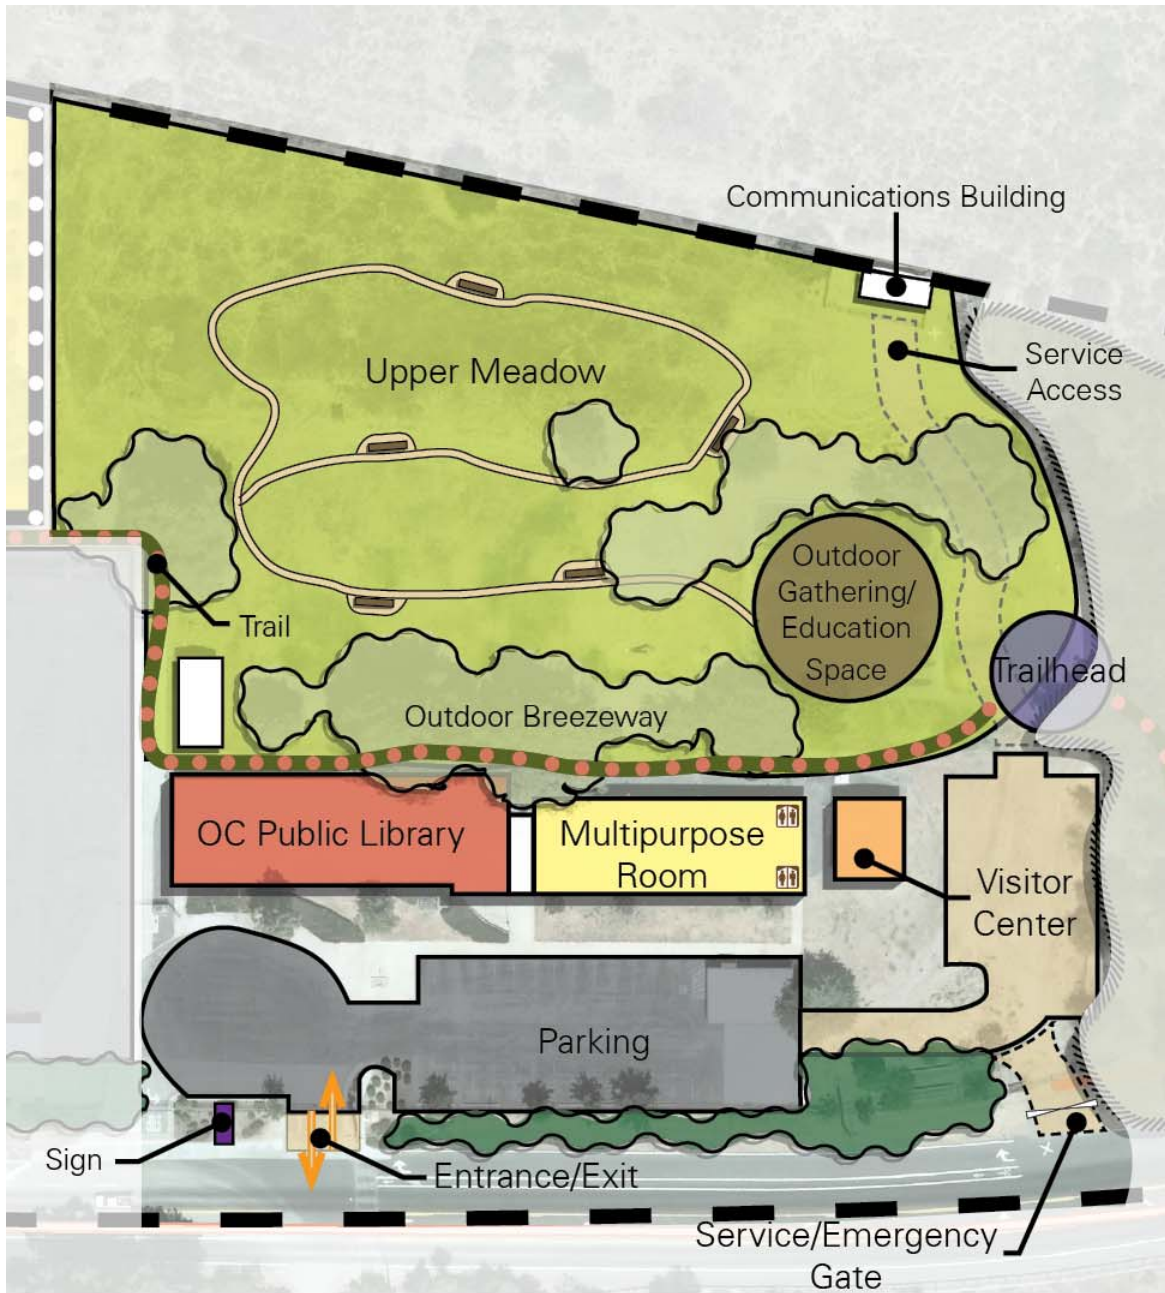 Communications Building
Service
Access
Upper Meadow
Outdoor
Gathering/
Education
Space
Trail
Trailhead
Outdoor Breezeway
OC Public Library
Multipurpose
Room
Visitor
Center
Parking
Sign
Entrance/Exit
Service/Emergency
Gate